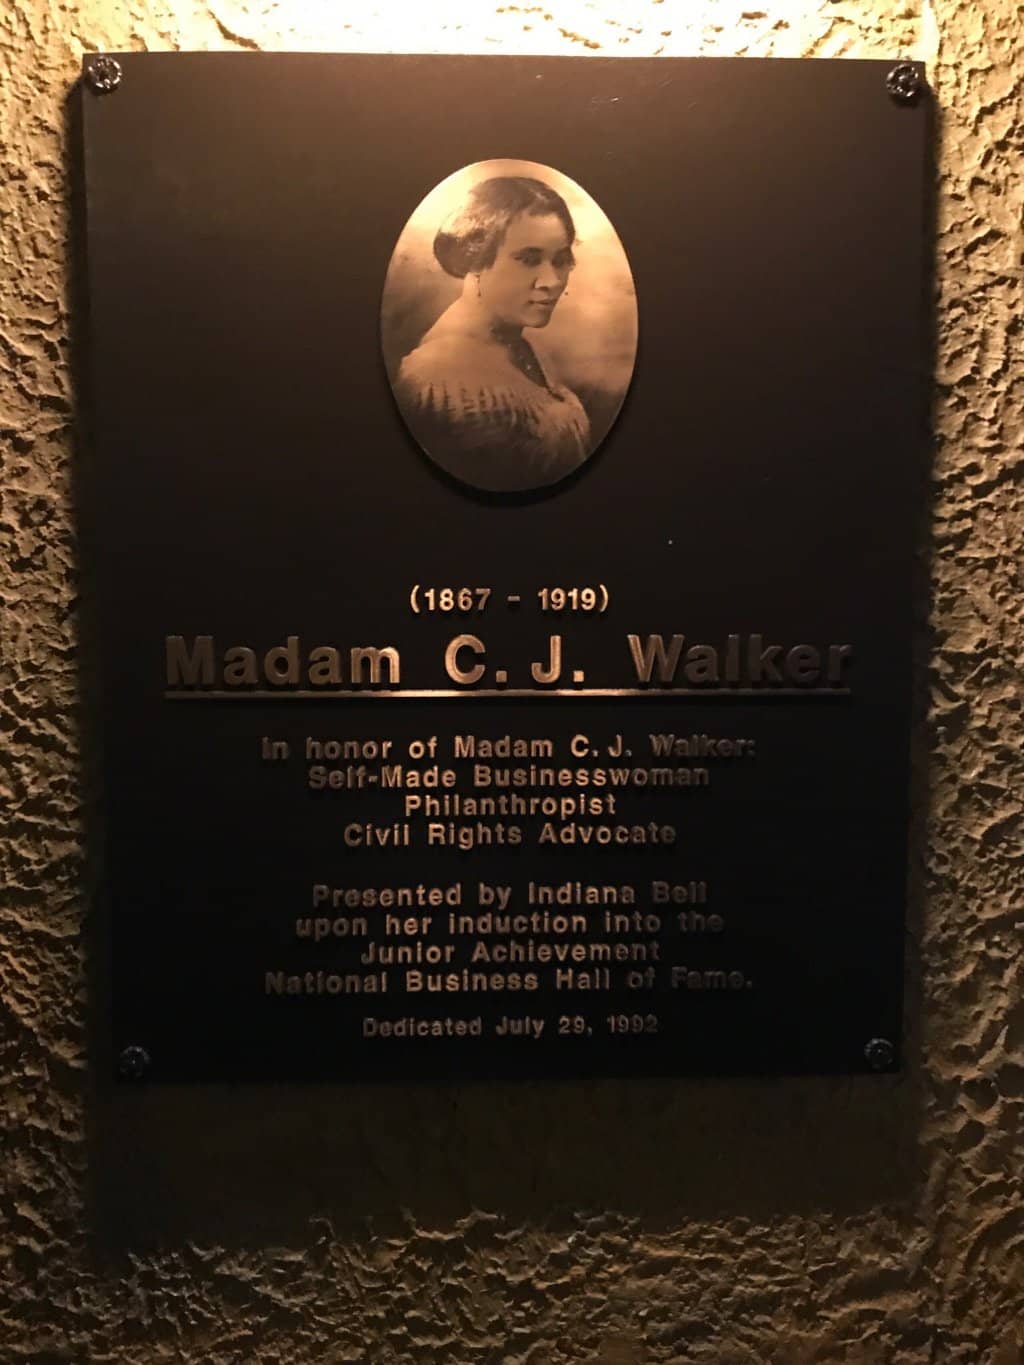 (1867 - 1919)
Madam C. J. Walker
In honor of Madam C. J. Walker:
Self-Made Businesswoman
Philanthropist
Civil Rights Advocate
Presented by Indiana Bell
upon her induction into the
Junior Achievement
National Business Hall of Fame.
Dedicated July 29, 1992